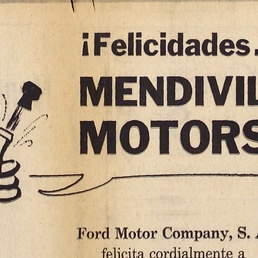 ¡Felicidades.
MENDIVIL
MOTORS
Ford Motor Company, S. A
felicita cordialmente a